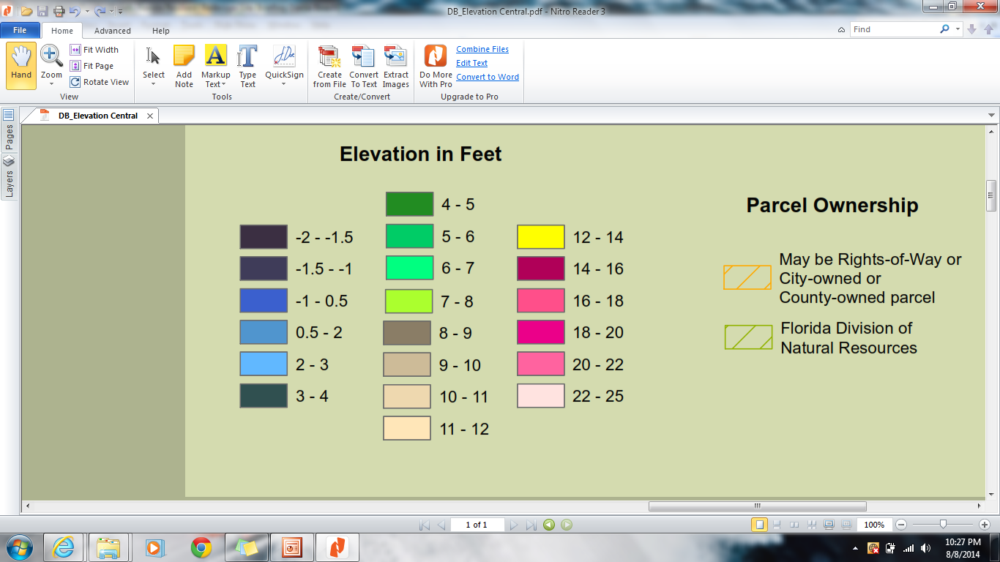 DB_Elevation Central.pdf - Nitro Reader 3
File
Home
Advanced
Help
Find
Hand
Zoom
Fit Width
Fit Page
Rotate View
View
Select
Add Note
Markup Text
Type Text
QuickSign
Tools
Create from File
Convert To Text
Extract Images
Create/Convert
Do More With Pro
Combine Files
Edit Text
Convert to Word
Upgrade to Pro
DB_Elevation Central
Pages
Layers
Elevation in Feet
-2 - -1.5
-1.5 - -1
-1 - 0.5
0.5 - 2
2 - 3
3 - 4
4 - 5
5 - 6
6 - 7
7 - 8
8 - 9
9 - 10
10 - 11
11 - 12
12 - 14
14 - 16
16 - 18
18 - 20
20 - 22
22 - 25
Parcel Ownership
May be Rights-of-Way or
City-owned or
County-owned parcel
Florida Division of
Natural Resources
1 of 1
100%
10:27 PM
8/8/2014